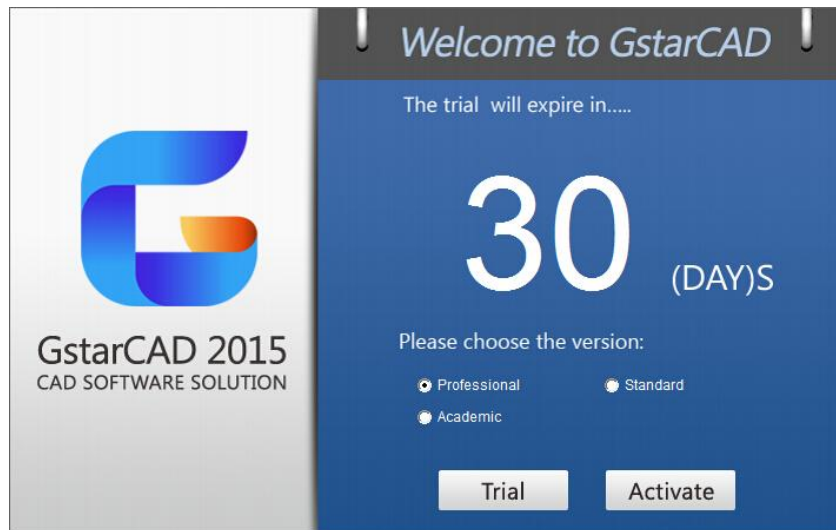 Welcome to GstarCAD
The trial will expire in.....
30 (DAY)S
GstarCAD 2015
CAD SOFTWARE SOLUTION
Please choose the version:
Professional Standard
Academic
Trial Activate